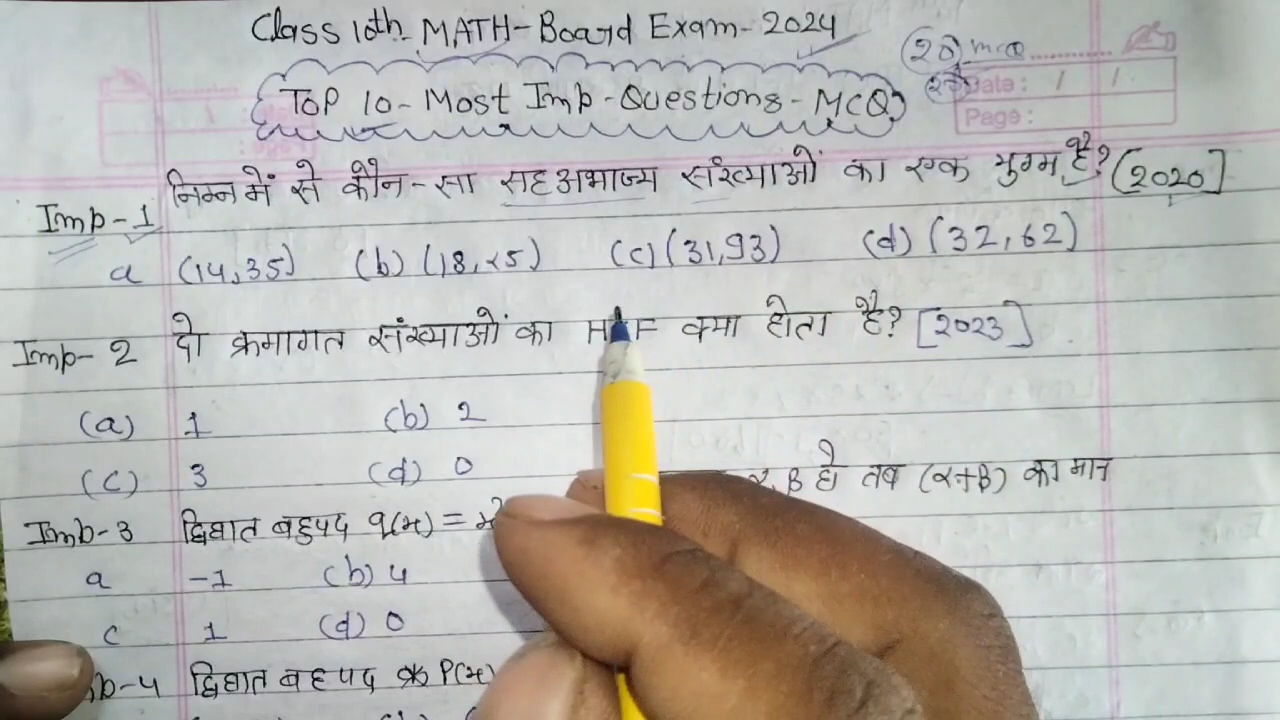 Class 10th MATH-Board Exam-2024
20 mcq
Top 10-Most Imp-Questions-MCQ
Date: / /
Page:
Imp-1 निम्न में से कौन-सा सहअभाज्य संख्याओं का एक युग्म है? [2020]
a (14,35) (b) (18,25) (c) (31,93) (d) (32,62)
Imp-2 दो क्रमागत संख्याओं का HCF क्या होता है? [2023]
(a) 1 (b) 2
(c) 3 (d) 0
Imp-3 द्विघात बहुपद q(x) = β हो तब (α+β) का मान
a -1 (b) 4
c 1 (d) 0
द्विघात बहुपद P(x)